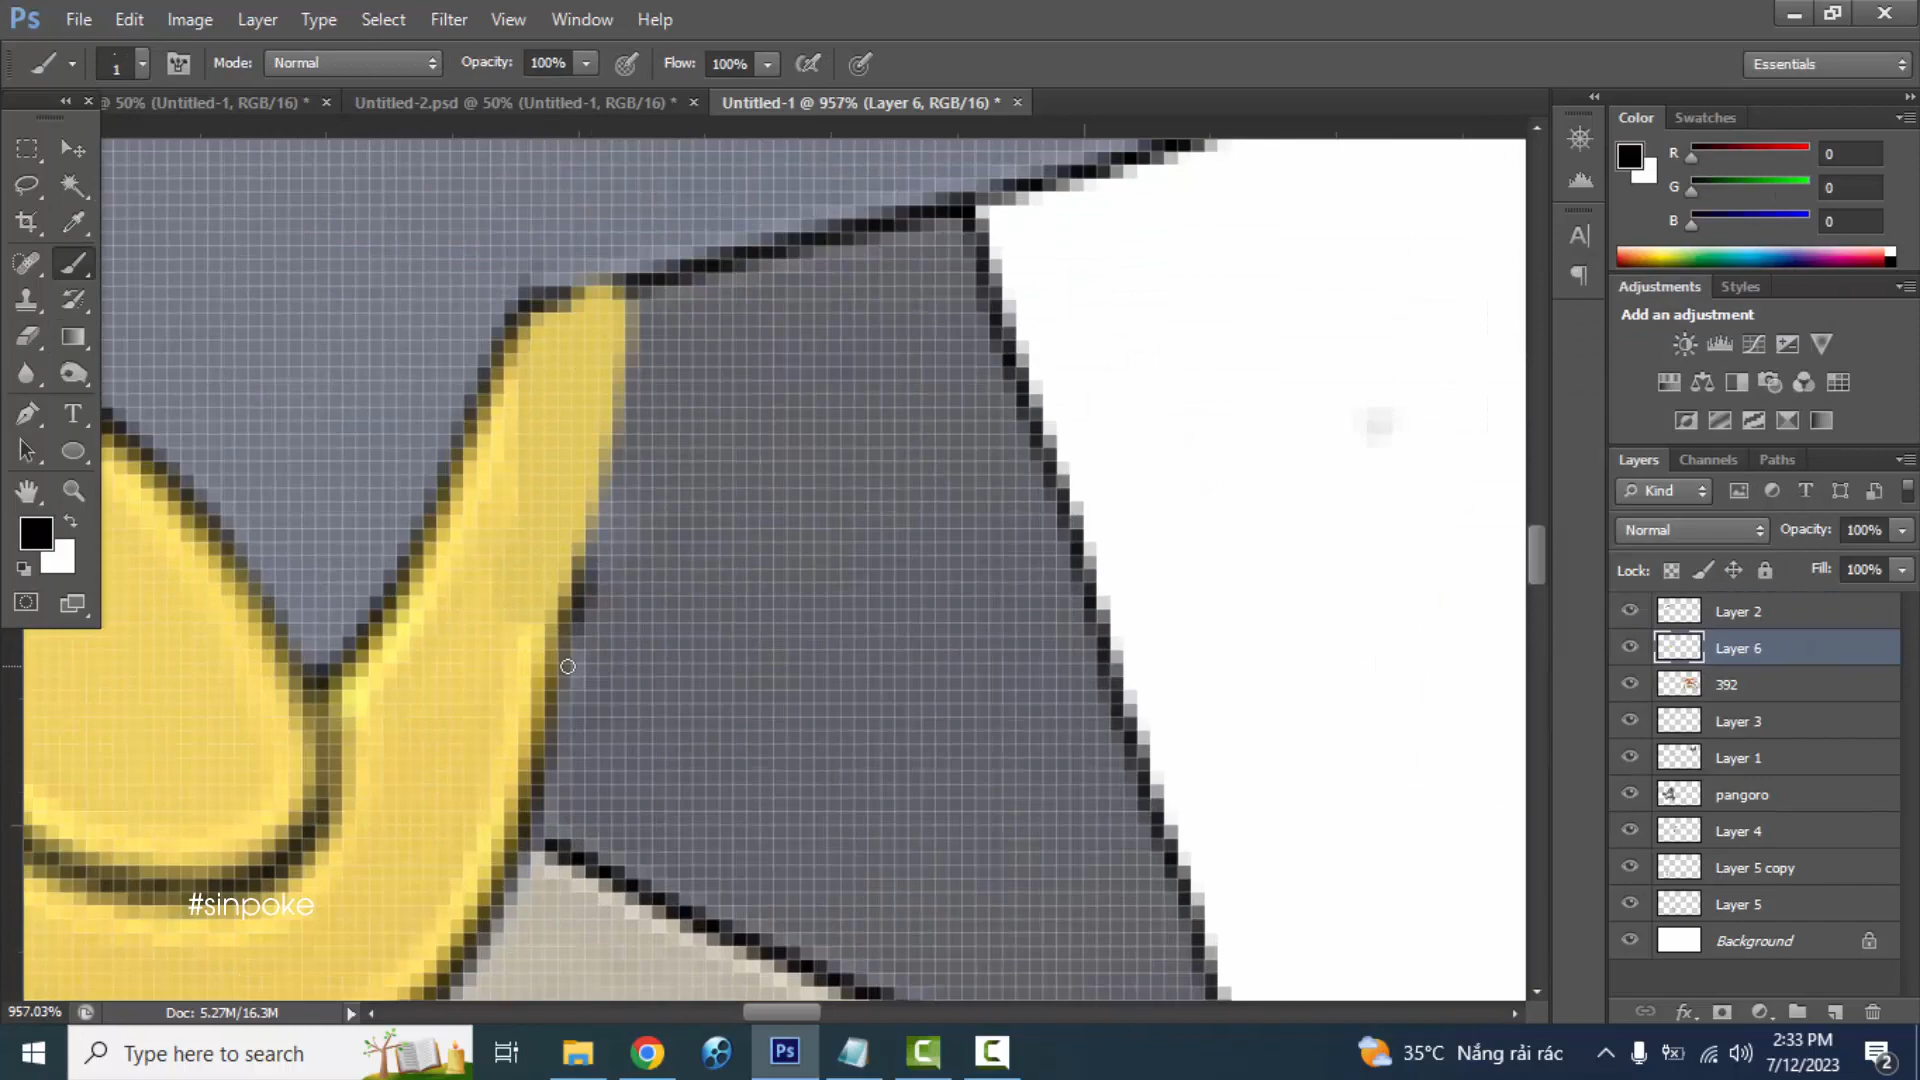 Ps File Edit Image Layer Type Select Filter View Window Help
1 Mode: Normal Opacity: 100% Flow: 100% Essentials
@ 50% (Untitled-1, RGB/16) * × Untitled-2.psd @ 50% (Untitled-1, RGB/16) * × Untitled-1 @ 957% (Layer 6, RGB/16) * ×
Color Swatches
R 0
G 0
B 0
Adjustments Styles
Add an adjustment
Layers Channels Paths
Kind
Normal Opacity: 100%
Lock: Fill: 100%
Layer 2
Layer 6
392
Layer 3
Layer 1
pangoro
Layer 4
Layer 5 copy
Layer 5
Background
#sinpoke
957.03% Doc: 5.27M/16.3M
Type here to search
35°C Nắng rải rác
2:33 PM
7/12/2023
2